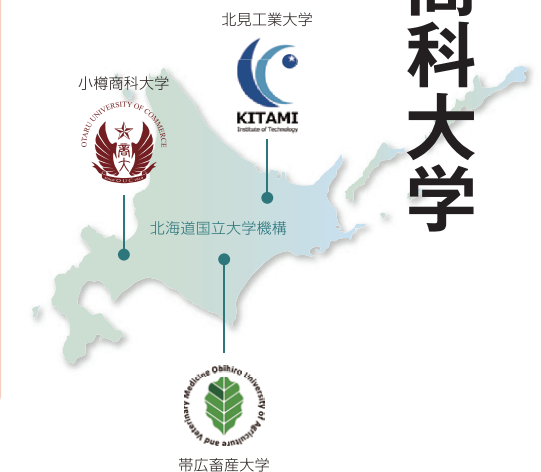 商科大学
北見工業大学
KITAMI
Institute of Technology
小樽商科大学
OTARU UNIVERSITY OF COMMERCE
商大
北海道国立大学機構
Obihiro University of Agriculture and Veterinary Medicine
帯広畜産大学